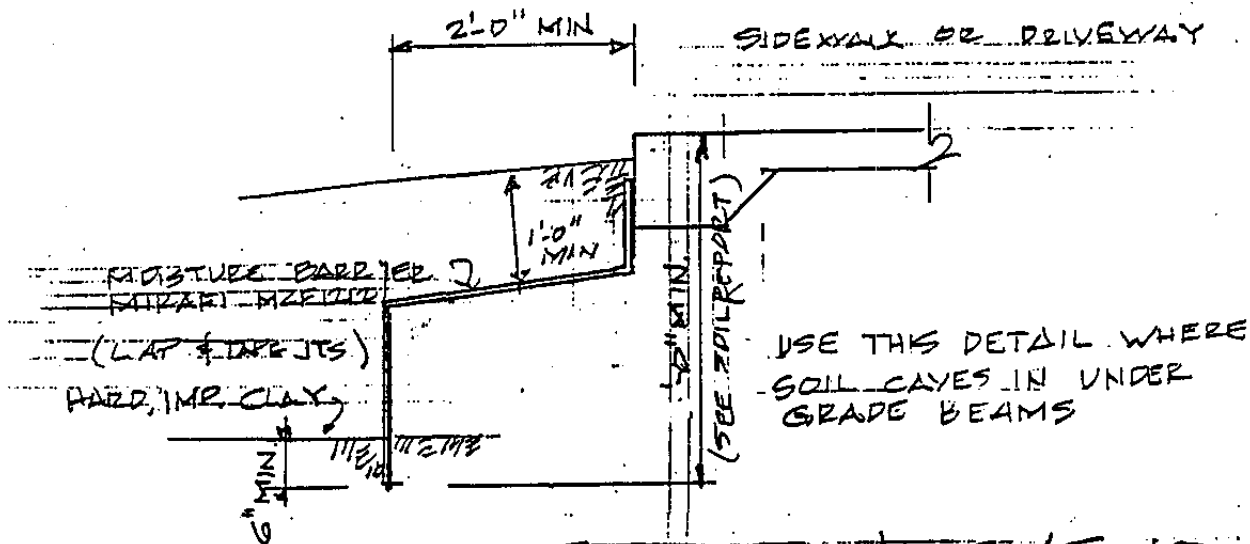 2'-0" MIN
SIDEWALK OR DRIVEWAY
1'-0"
MIN
MOISTURE BARRIER
MIRAFI
(LAP & TAPE JTS)
HARD, IMP. CLAY
6" MIN.
'-0" MIN.
(SEE SOIL REPORT)
USE THIS DETAIL WHERE
SOIL CAVES IN UNDER
GRADE BEAMS